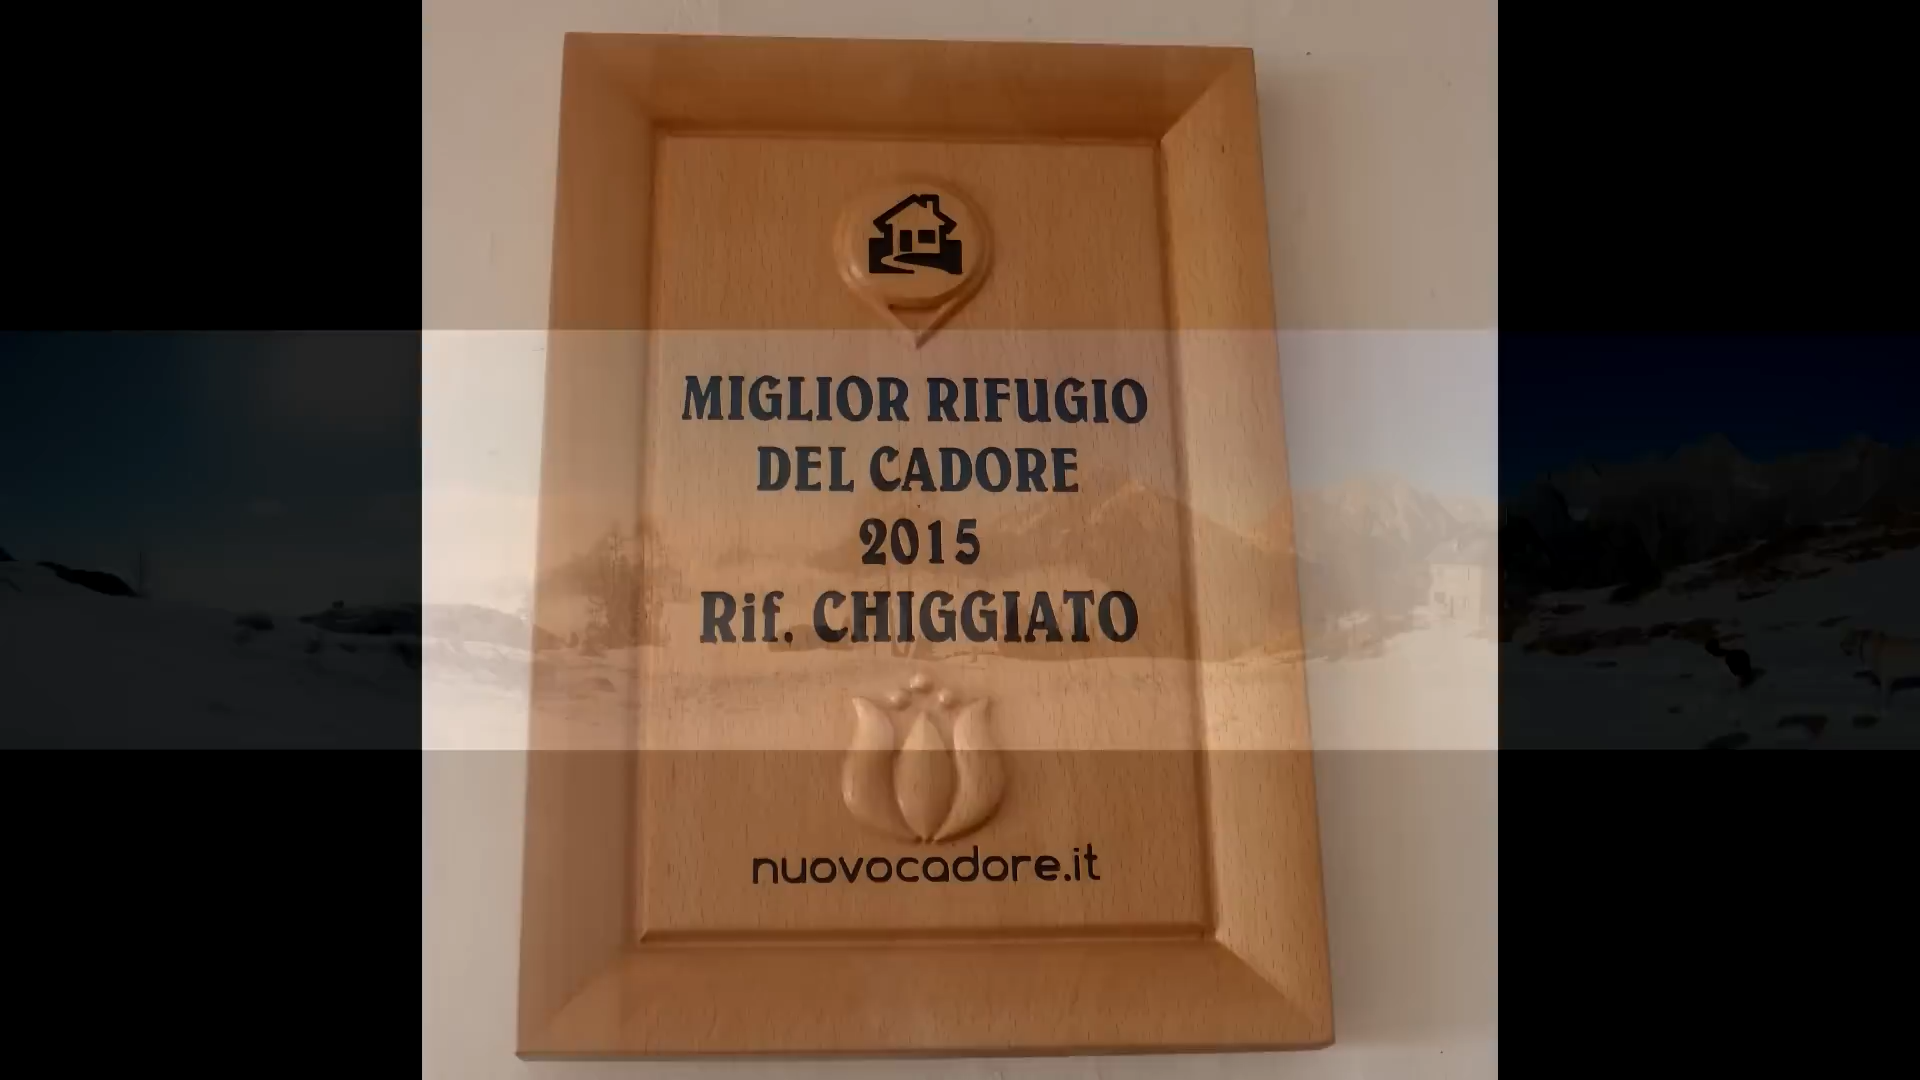 MIGLIOR RIFUGIO
DEL CADORE
2015
Rif. CHIGGIATO
nuovocadore.it